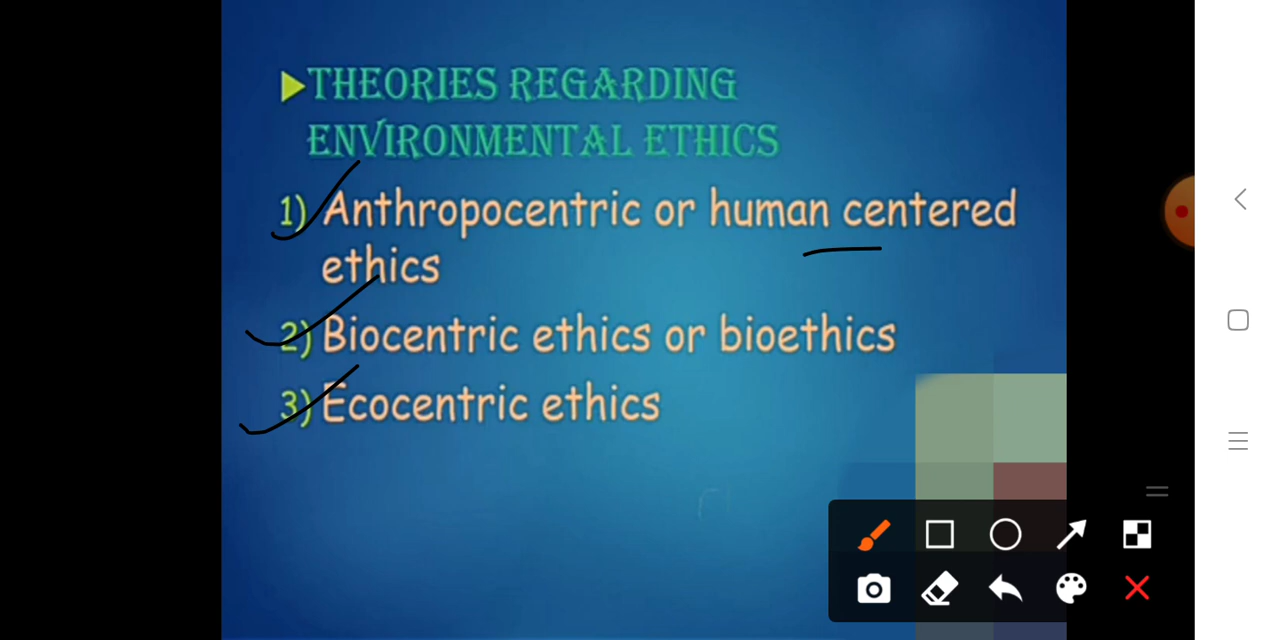 THEORIES REGARDING
ENVIRONMENTAL ETHICS
1) Anthropocentric or human centered
ethics
2) Biocentric ethics or bioethics
3) Ecocentric ethics